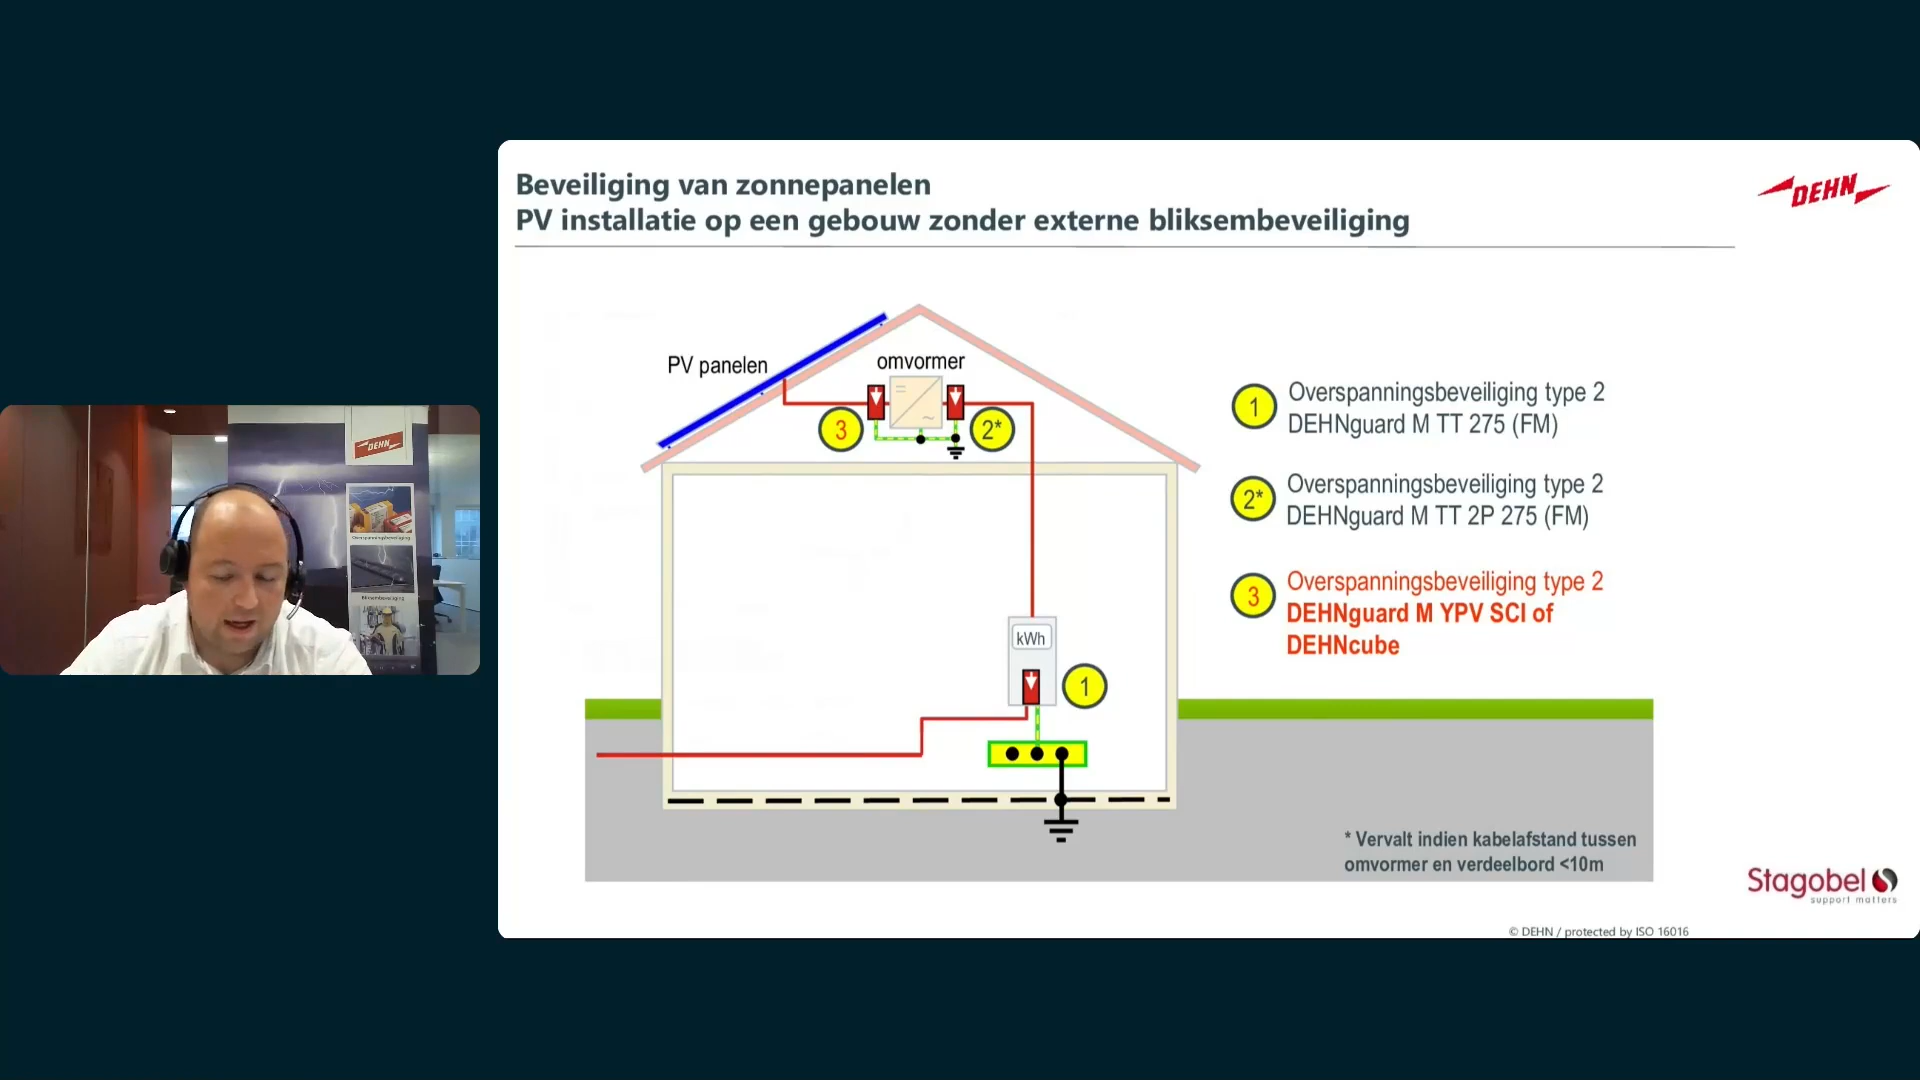 Beveiliging van zonnepanelen
PV installatie op een gebouw zonder externe bliksembeveiliging
DEHN
PV panelen
omvormer
3
2*
kWh
1
1
Overspanningsbeveiliging type 2
DEHNguard M TT 275 (FM)
2*
Overspanningsbeveiliging type 2
DEHNguard M TT 2P 275 (FM)
3
Overspanningsbeveiliging type 2
DEHNguard M YPV SCI of
DEHNcube
* Vervalt indien kabelafstand tussen
omvormer en verdeelbord <10m
Stagobel
support matters
© DEHN / protected by ISO 16016
DEHN
Overspanningsbeveiliging
Bliksembeveiliging